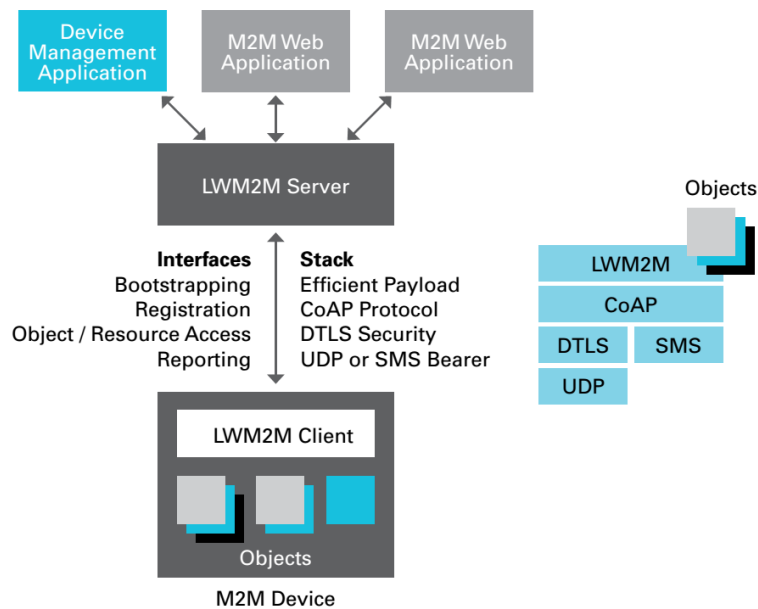 Device
Management
Application
M2M Web
Application
M2M Web
Application
LWM2M Server
Interfaces
Bootstrapping
Registration
Object / Resource Access
Reporting
Stack
Efficient Payload
CoAP Protocol
DTLS Security
UDP or SMS Bearer
LWM2M Client
Objects
M2M Device
Objects
LWM2M
CoAP
DTLS
SMS
UDP